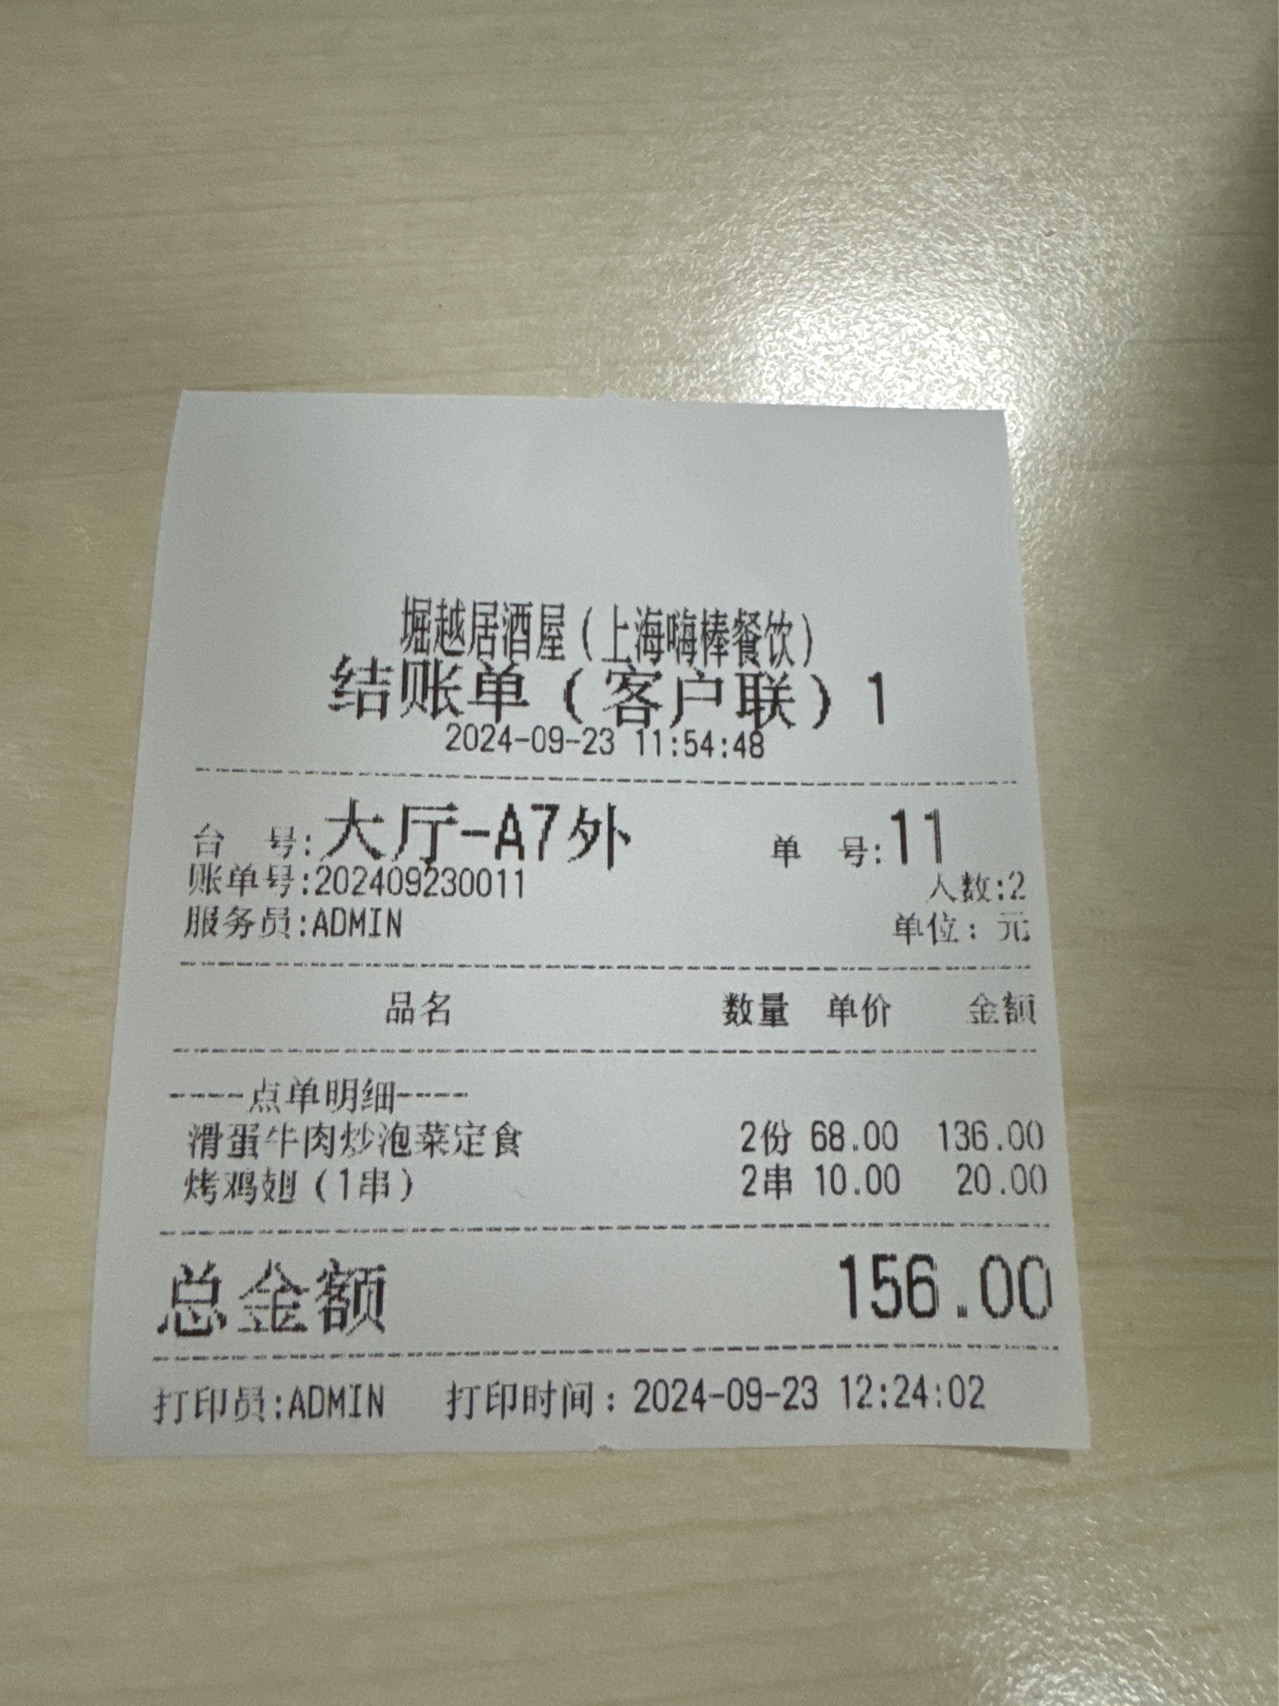 堀越居酒屋(上海嗨棒餐饮)
结账单(客户联)1
2024-09-23 11:54:48
台 号:大厅-A7外 单 号:11
账单号:202409230011 人数:2
服务员:ADMIN 单位:元
品名 数量 单价 金额
----点单明细----
滑蛋牛肉炒泡菜定食 2份 68.00 136.00
烤鸡翅(1串) 2串 10.00 20.00
总金额 156.00
打印员:ADMIN 打印时间:2024-09-23 12:24:02